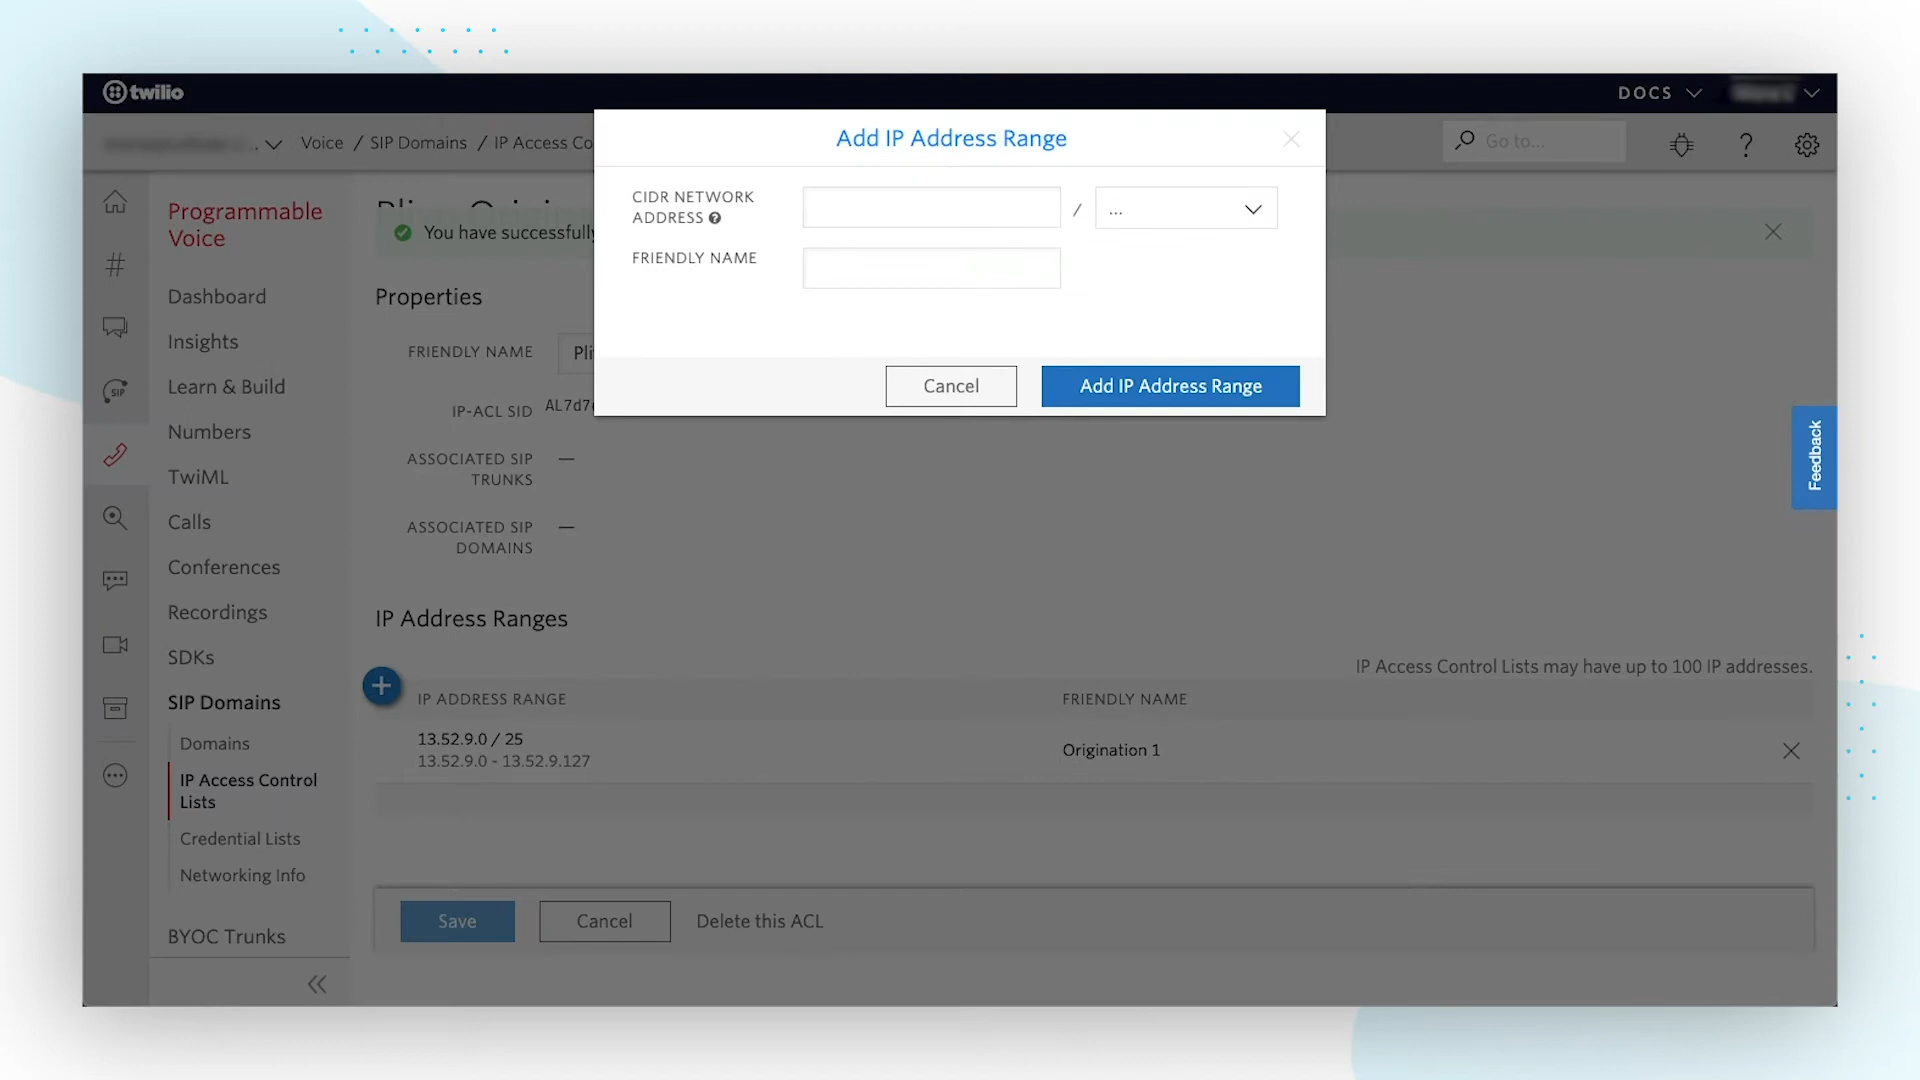 twilio
DOCS
Voice / SIP Domains / IP Access Co
Go to...
Add IP Address Range
CIDR NETWORK
ADDRESS
/
...
FRIENDLY NAME
Cancel
Add IP Address Range
Programmable
Voice
Dashboard
Insights
Learn & Build
Numbers
TwiML
Calls
Conferences
Recordings
SDKs
SIP Domains
Domains
IP Access Control
Lists
Credential Lists
Networking Info
BYOC Trunks
SIP
You have successfully
Properties
FRIENDLY NAME
Pli
IP-ACL SID
AL7d7
ASSOCIATED SIP
TRUNKS
—
ASSOCIATED SIP
DOMAINS
—
IP Address Ranges
IP Access Control Lists may have up to 100 IP addresses.
IP ADDRESS RANGE
FRIENDLY NAME
13.52.9.0 / 25
13.52.9.0 - 13.52.9.127
Origination 1
Save
Cancel
Delete this ACL
Feedback